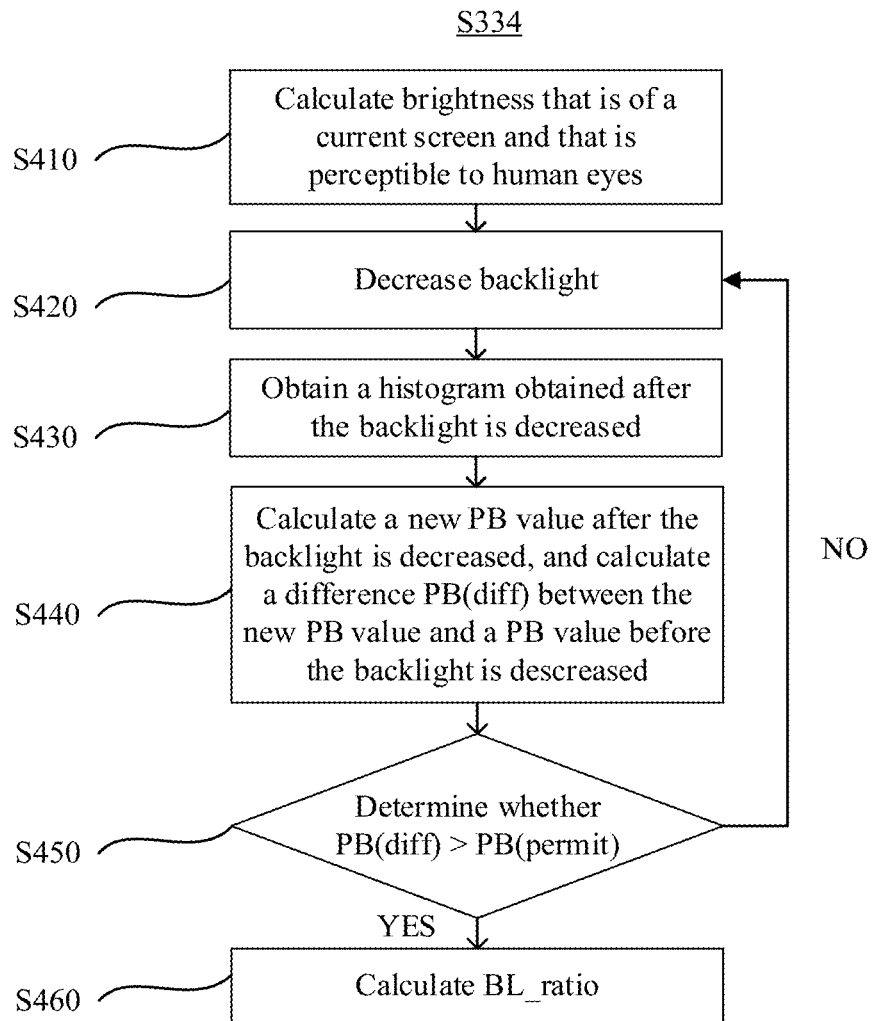 S334
Calculate brightness that is of a
current screen and that is
perceptible to human eyes
S410
Decrease backlight
S420
Obtain a histogram obtained after
the backlight is decreased
S430
Calculate a new PB value after the
backlight is decreased, and calculate
a difference PB(diff) between the
new PB value and a PB value before
the backlight is descreased
S440
NO
Determine whether
PB(diff) > PB(permit)
S450
YES
Calculate BL_ratio
S460